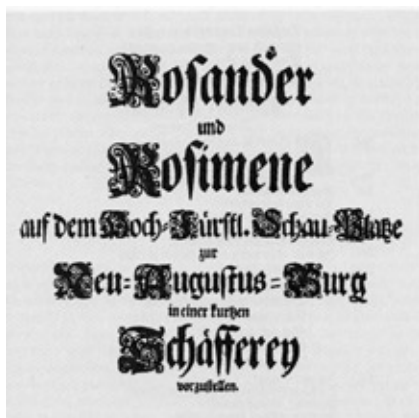 Rosander
und
Rosimene
auf dem Hoch-Fürstl. Schau-Platze
zur
Neu-Augustus-Burg
in einer kurtzen
Schäfferey
vorzustellen.